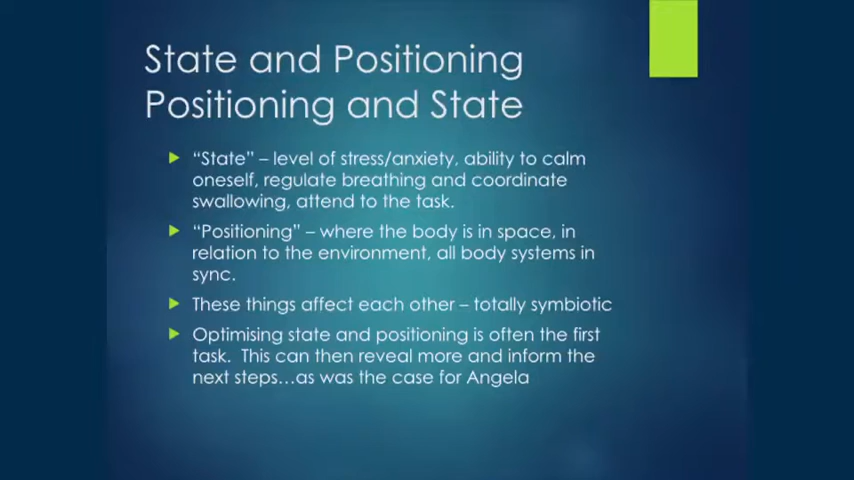 State and Positioning
Positioning and State
“State” – level of stress/anxiety, ability to calm
oneself, regulate breathing and coordinate
swallowing, attend to the task.
“Positioning” – where the body is in space, in
relation to the environment, all body systems in
sync.
These things affect each other – totally symbiotic
Optimising state and positioning is often the first
task.  This can then reveal more and inform the
next steps…as was the case for Angela